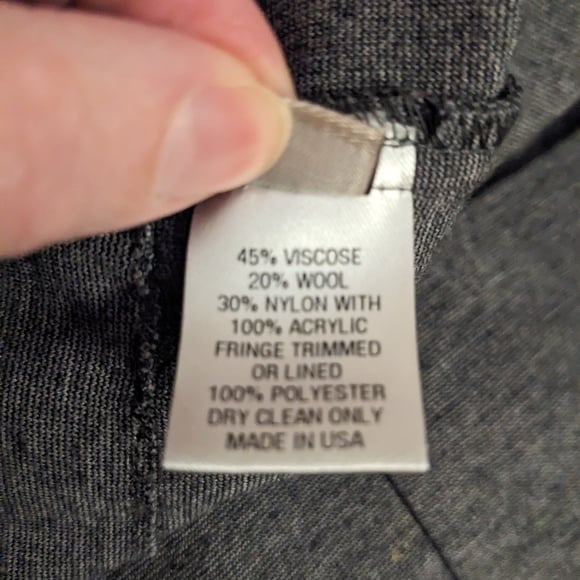 45% VISCOSE
20% WOOL
30% NYLON WITH
100% ACRYLIC
FRINGE TRIMMED
OR LINED
100% POLYESTER
DRY CLEAN ONLY
MADE IN USA